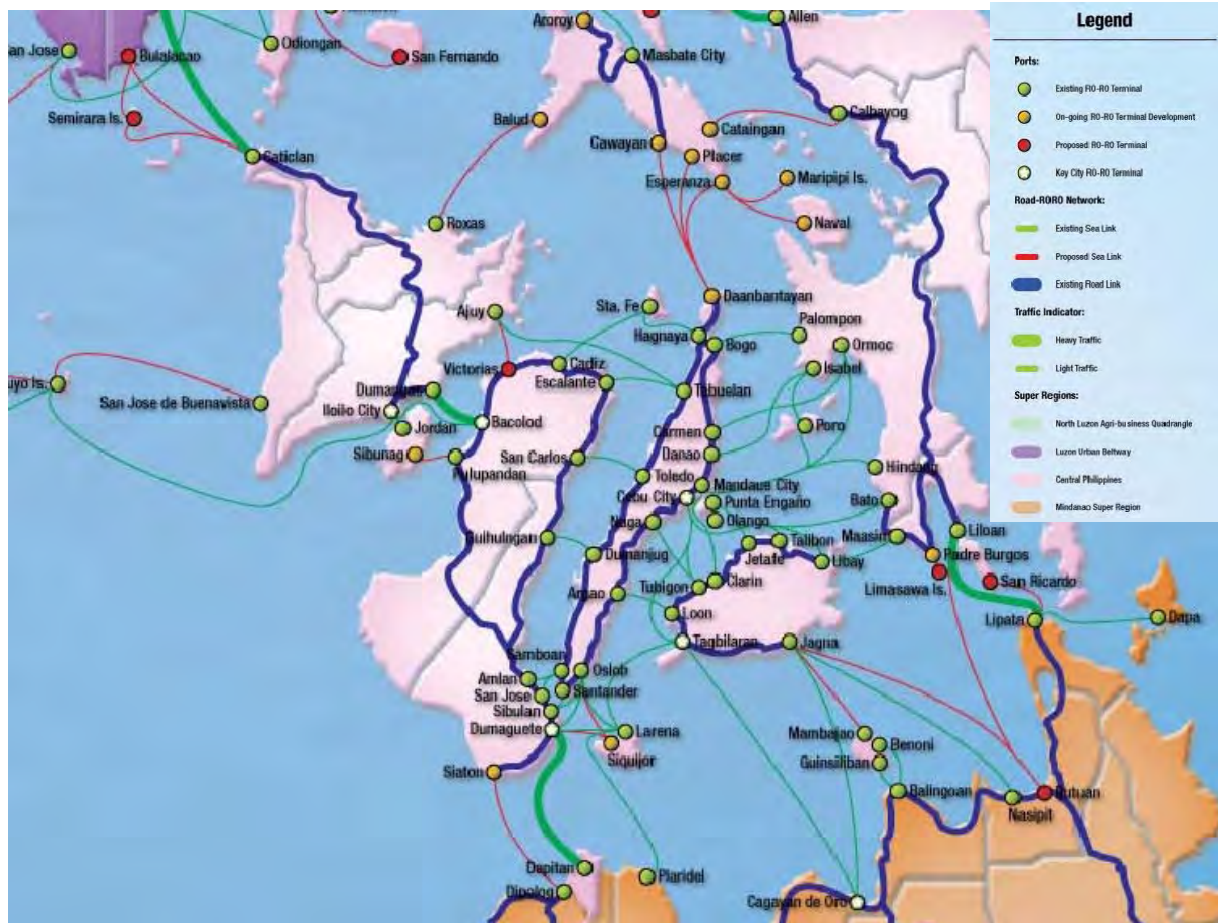 Aroroy
Allen
Odiongan
San Jose
Bulalacao
San Fernando
Masbate City
Semirara Is.
Balud
Calbayog
Cataingan
Cawayan
Placer
Caticlan
Esperanza
Maripipi Is.
Roxas
Naval
Daanbantayan
Ajuy
Sta. Fe
Palompon
Hagnaya
Bogo
Ormoc
Victorias
Cadiz
Isabel
Escalante
uyo Is.
Dumangas
Tabuelan
San Jose de Buenavista
Iloilo City
Bacolod
Jordan
Carmen
Poro
Sibunag
Pulupandan
San Carlos
Danao
Hindang
Toledo
Mandaue City
Cebu City
Punta Engaño
Bato
Naga
Olango
Liloan
Guihulngan
Talibon
Maasin
Dumanjug
Jetafe
Ubay
Padre Burgos
Argao
Tubigon
Clarin
Limasawa Is.
San Ricardo
Loon
Lipata
Dapa
Tagbilaran
Jagna
Samboan
Oslob
Amlan
San Jose
Santander
Sibulan
Dumaguete
Larena
Mambajao
Benoni
Siquijor
Guinsiliban
Siaton
Balingoan
Butuan
Nasipit
Dapitan
Plaridel
Dipolog
Cagayan de Oro
Legend
Ports:
Existing RO-RO Terminal
On-going RO-RO Terminal Development
Proposed RO-RO Terminal
Key City RO-RO Terminal
Road-RORO Network:
Existing Sea Link
Proposed Sea Link
Existing Road Link
Traffic Indicator:
Heavy Traffic
Light Traffic
Super Regions:
North Luzon Agri-business Quadrangle
Luzon Urban Beltway
Central Philippines
Mindanao Super Region